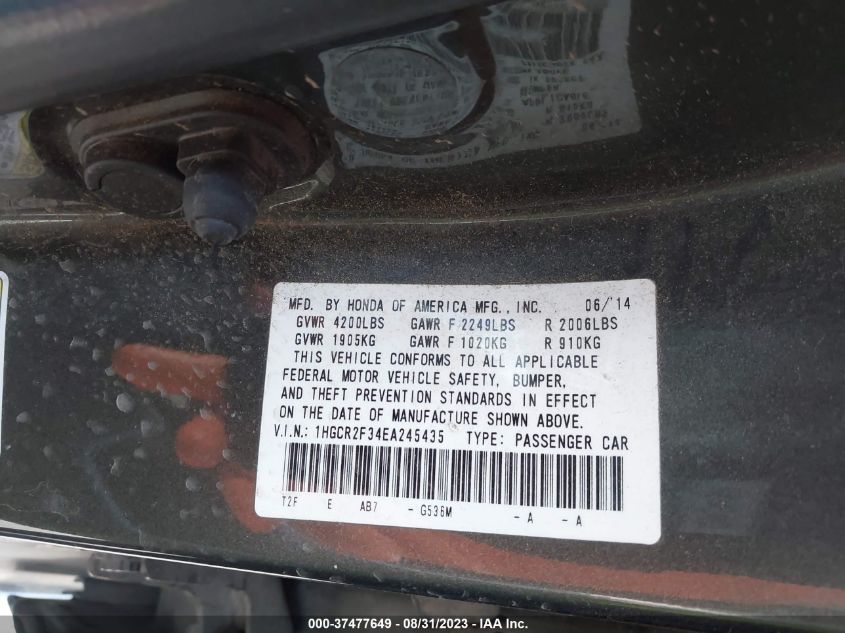 MFD. BY HONDA OF AMERICA MFG., INC. 06/'14
GVWR 4200LBS GAWR F 2249LBS R 2006LBS
GVWR 1905KG GAWR F 1020KG R 910KG
THIS VEHICLE CONFORMS TO ALL APPLICABLE
FEDERAL MOTOR VEHICLE SAFETY, BUMPER,
AND THEFT PREVENTION STANDARDS IN EFFECT
ON THE DATE OF MANUFACTURE SHOWN ABOVE.
V.I.N.: 1HGCR2F34EA245435 TYPE: PASSENGER CAR
T2F E AB7 - G536M - A - A
000-37477649 - 08/31/2023 - IAA Inc.